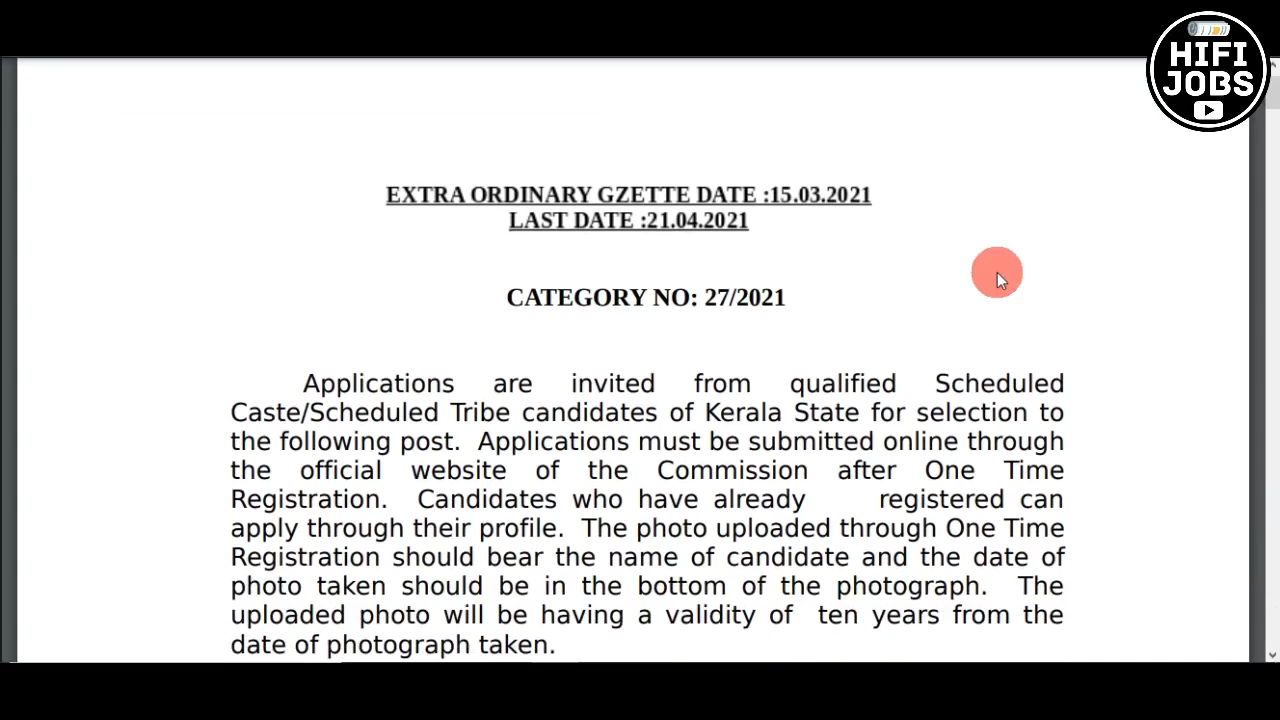 HIFI
JOBS
EXTRA ORDINARY GZETTE DATE :15.03.2021
LAST DATE :21.04.2021
CATEGORY NO: 27/2021
Applications are invited from qualified Scheduled
Caste/Scheduled Tribe candidates of Kerala State for selection to
the following post. Applications must be submitted online through
the official website of the Commission after One Time
Registration. Candidates who have already registered can
apply through their profile. The photo uploaded through One Time
Registration should bear the name of candidate and the date of
photo taken should be in the bottom of the photograph. The
uploaded photo will be having a validity of ten years from the
date of photograph taken.